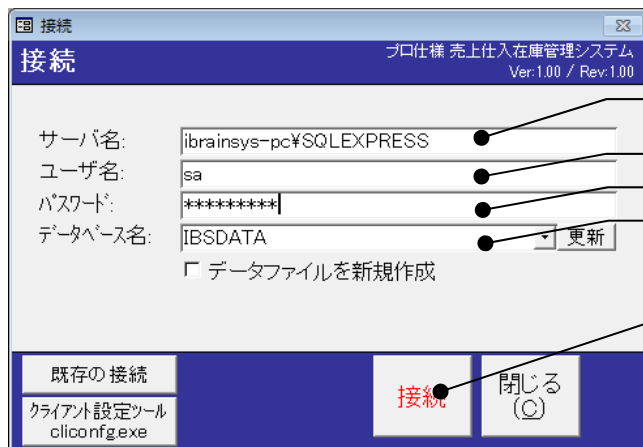 接続
接続
プロ仕様 売上仕入在庫管理システム
Ver:1.00 / Rev:1.00
サーバ名: ibrainsys-pc¥SQLEXPRESS
ユーザ名: sa
ﾊﾟｽﾜｰﾄﾞ: *********
ﾃﾞｰﾀﾍﾞｰｽ名: IBSDATA 更新
データファイルを新規作成
既存の接続
ｸﾗｲｱﾝﾄ設定ﾂｰﾙ
cliconfg.exe
接続
閉じる
(C)